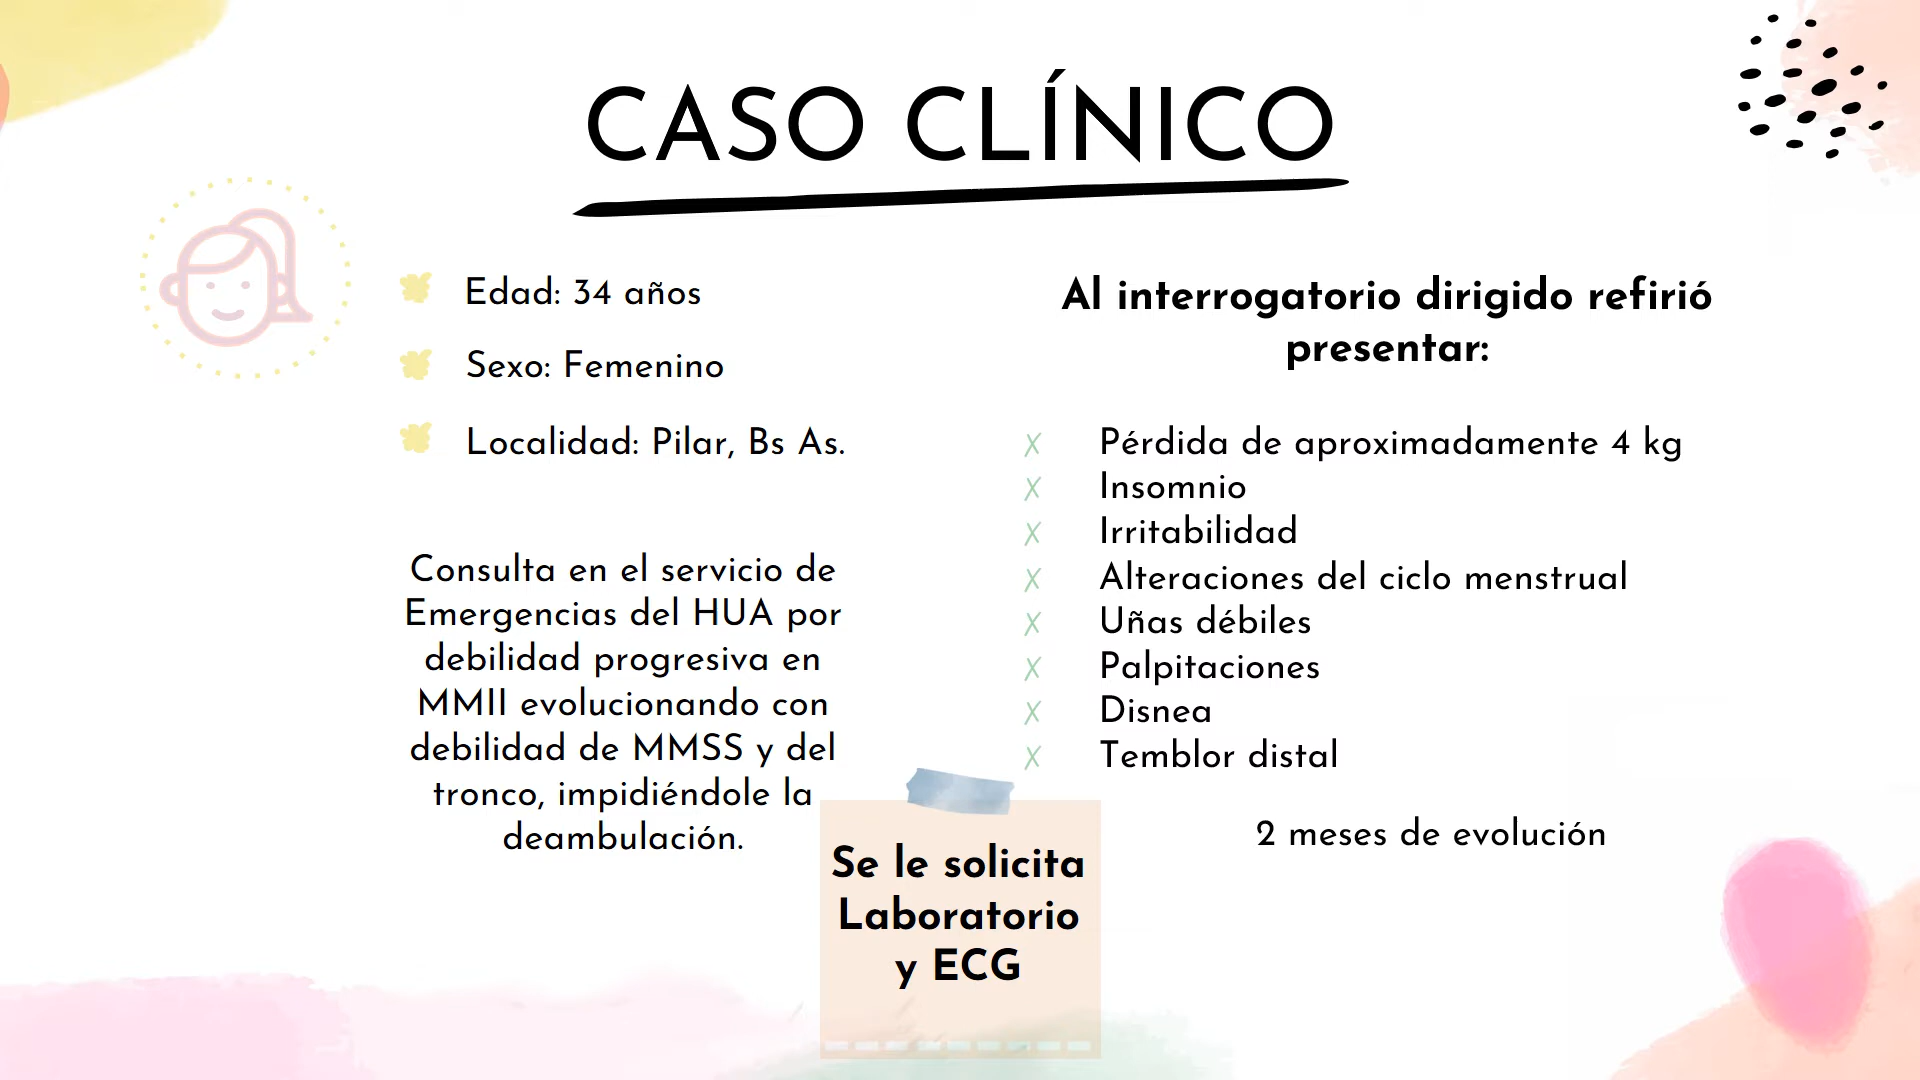 CASO CLÍNICO
Edad: 34 años
Sexo: Femenino
Localidad: Pilar, Bs As.
Consulta en el servicio de
Emergencias del HUA por
debilidad progresiva en
MMII evolucionando con
debilidad de MMSS y del
tronco, impidiéndole la
deambulación.
Al interrogatorio dirigido refirió
presentar:
Pérdida de aproximadamente 4 kg
Insomnio
Irritabilidad
Alteraciones del ciclo menstrual
Uñas débiles
Palpitaciones
Disnea
Temblor distal
2 meses de evolución
Se le solicita
Laboratorio
y ECG